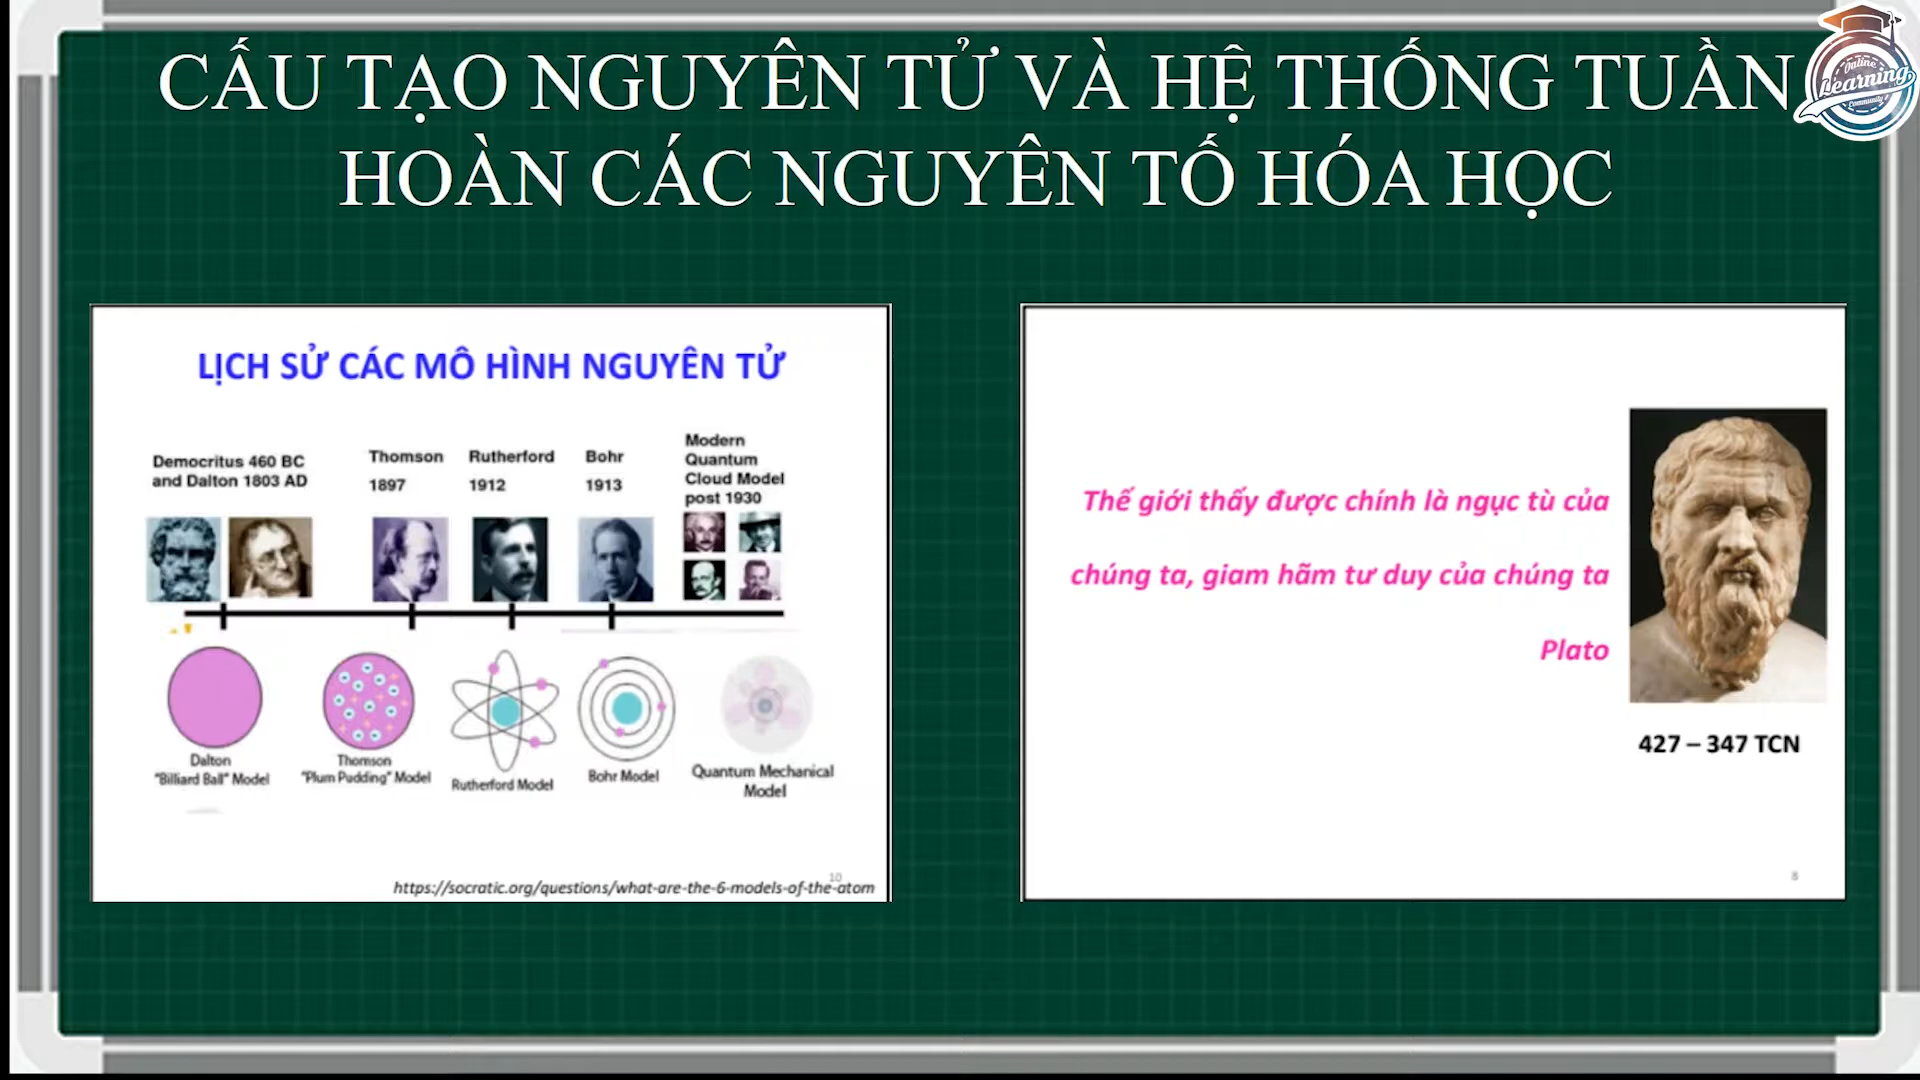 CẤU TẠO NGUYÊN TỬ VÀ HỆ THỐNG TUẦN
HOÀN CÁC NGUYÊN TỐ HÓA HỌC
Online
Learning
Community
LỊCH SỬ CÁC MÔ HÌNH NGUYÊN TỬ
Democritus 460 BC
and Dalton 1803 AD
Thomson
1897
Rutherford
1912
Bohr
1913
Modern
Quantum
Cloud Model
post 1930
Dalton
"Billiard Ball" Model
Thomson
"Plum Pudding" Model
Rutherford Model
Bohr Model
Quantum Mechanical
Model
10
https://socratic.org/questions/what-are-the-6-models-of-the-atom
Thế giới thấy được chính là ngục tù của
chúng ta, giam hãm tư duy của chúng ta
Plato
427 – 347 TCN
8